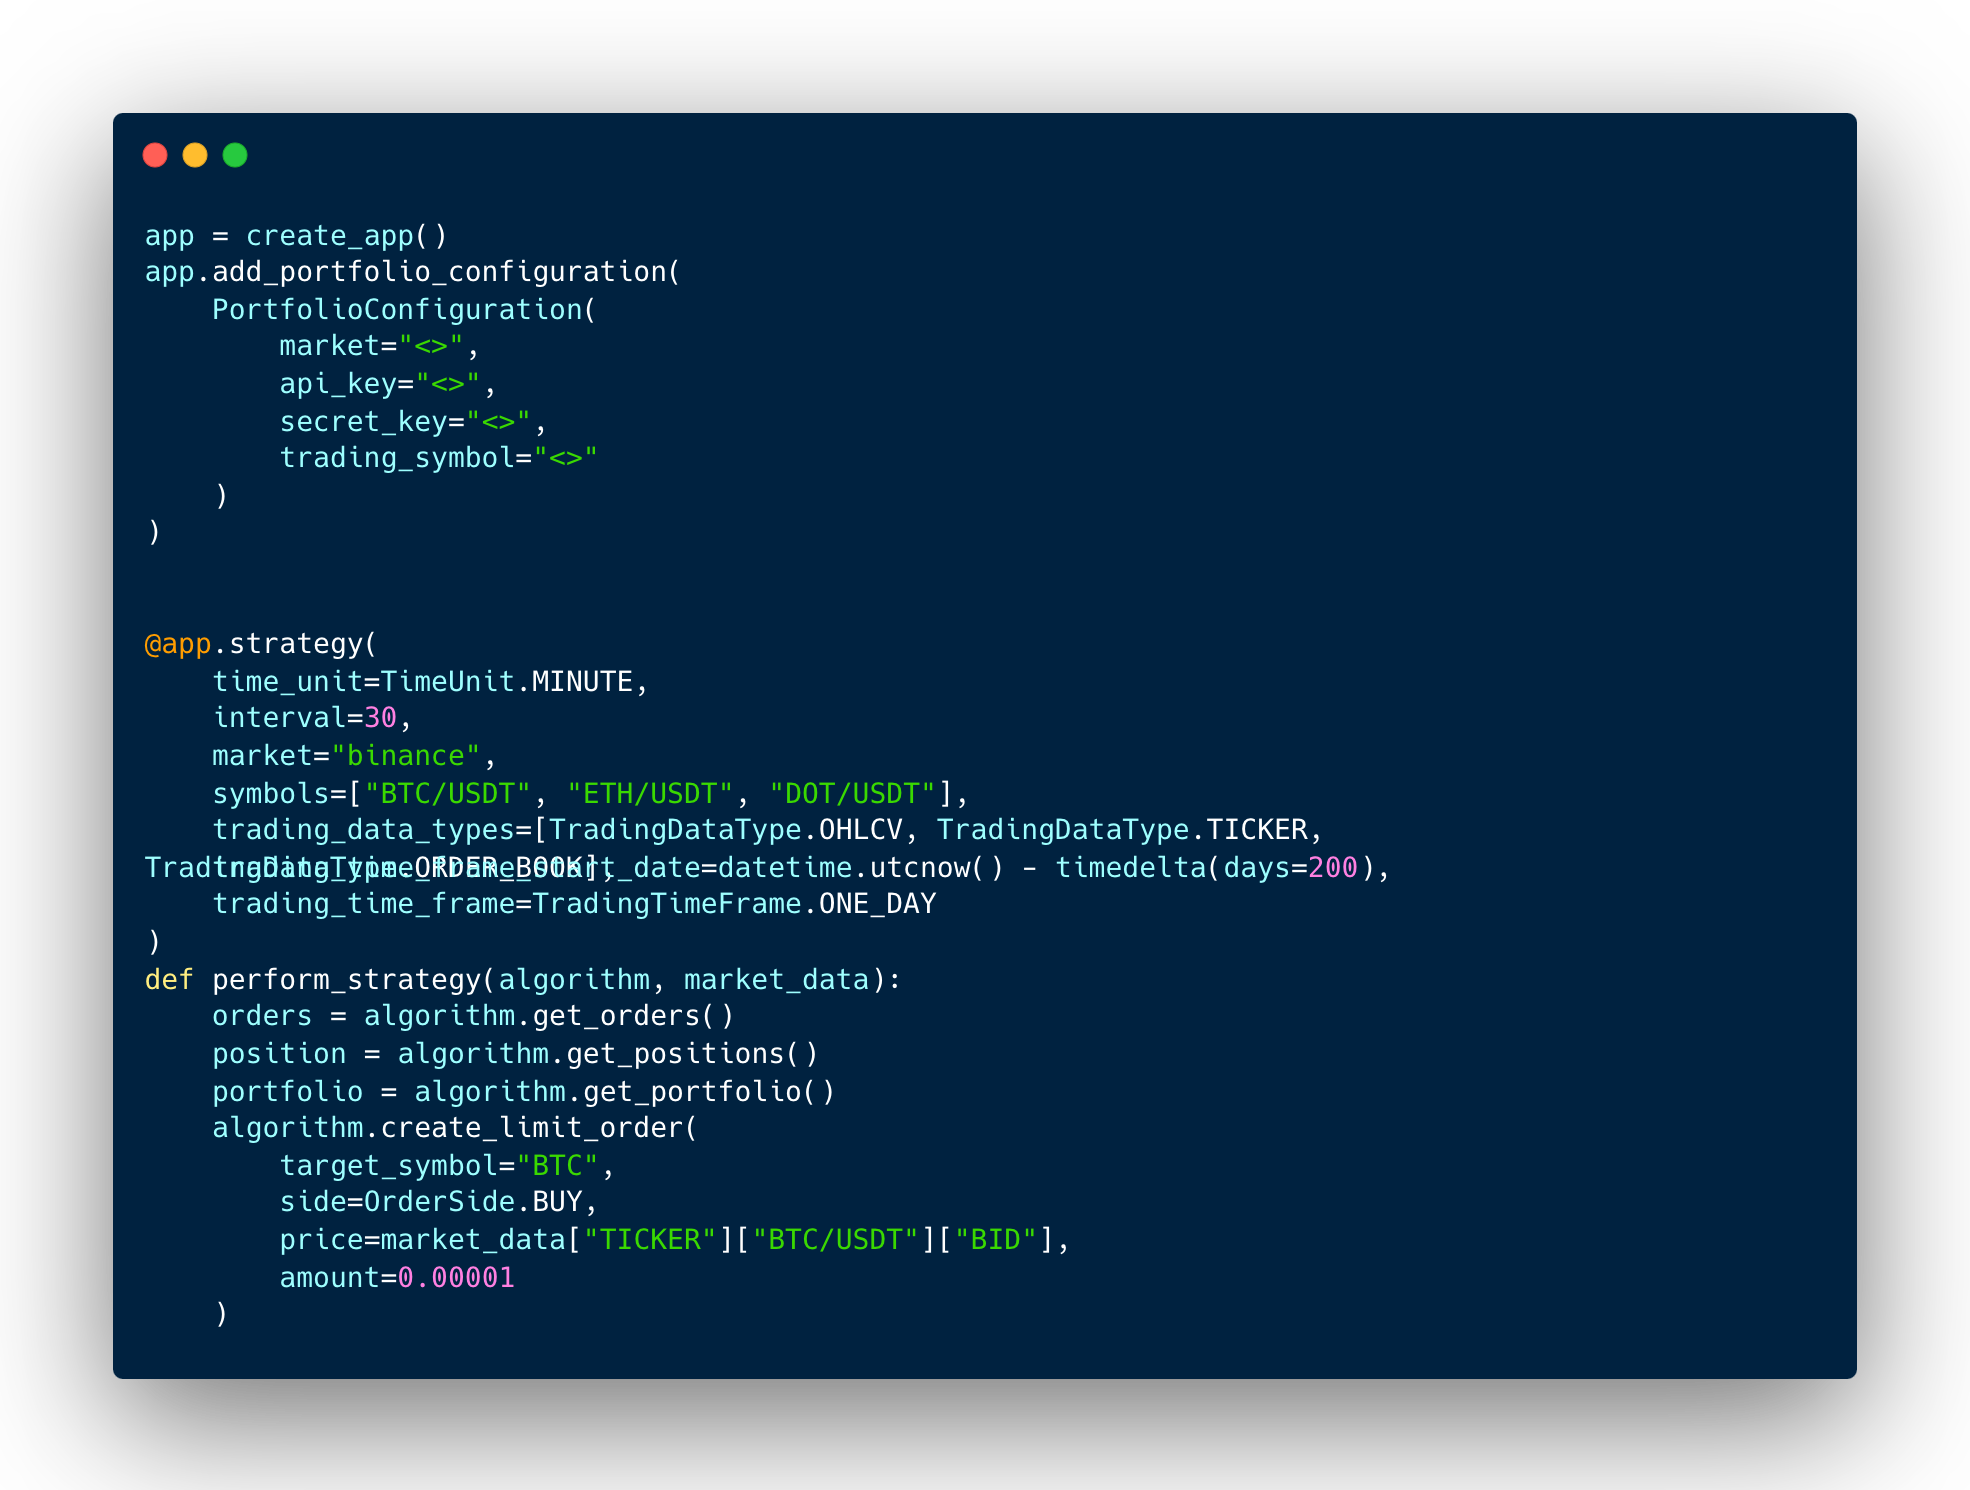 app = create_app()
app.add_portfolio_configuration(
    PortfolioConfiguration(
        market="<>",
        api_key="<>",
        secret_key="<>",
        trading_symbol="<>"
    )
)
@app.strategy(
    time_unit=TimeUnit.MINUTE,
    interval=30,
    market="binance",
    symbols=["BTC/USDT", "ETH/USDT", "DOT/USDT"],
    trading_data_types=[TradingDataType.OHLCV, TradingDataType.TICKER,
TradingDataType.ORDER_BOOK],
    trading_time_frame_start_date=datetime.utcnow() - timedelta(days=200),
    trading_time_frame=TradingTimeFrame.ONE_DAY
)
def perform_strategy(algorithm, market_data):
    orders = algorithm.get_orders()
    position = algorithm.get_positions()
    portfolio = algorithm.get_portfolio()
    algorithm.create_limit_order(
        target_symbol="BTC",
        side=OrderSide.BUY,
        price=market_data["TICKER"]["BTC/USDT"]["BID"],
        amount=0.00001
    )